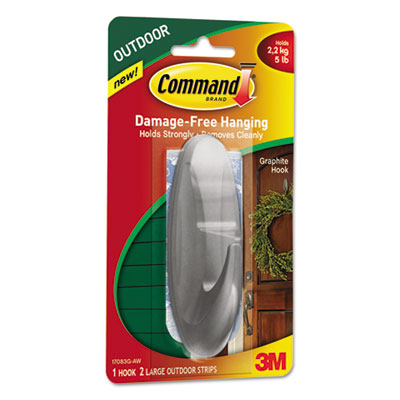 OUTDOOR
new!
Holds
2,2 kg
5 lb
Command
BRAND
Damage-Free Hanging
Holds Strongly • Removes Cleanly
Graphite
Hook
17083G-AW
1 HOOK 2 LARGE OUTDOOR STRIPS
3M